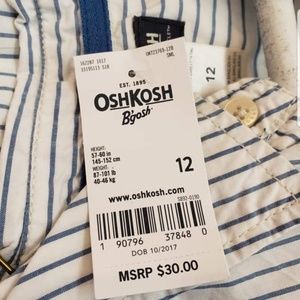 EST. 1895
OSHKOSH
B'gosh
HEIGHT:
57-60 in
145-152 cm
WEIGHT:
87-101 lb
40-46 kg
12
www.oshkosh.com
1 90796 37848 0
DOB 10/2017
MSRP $30.00
12